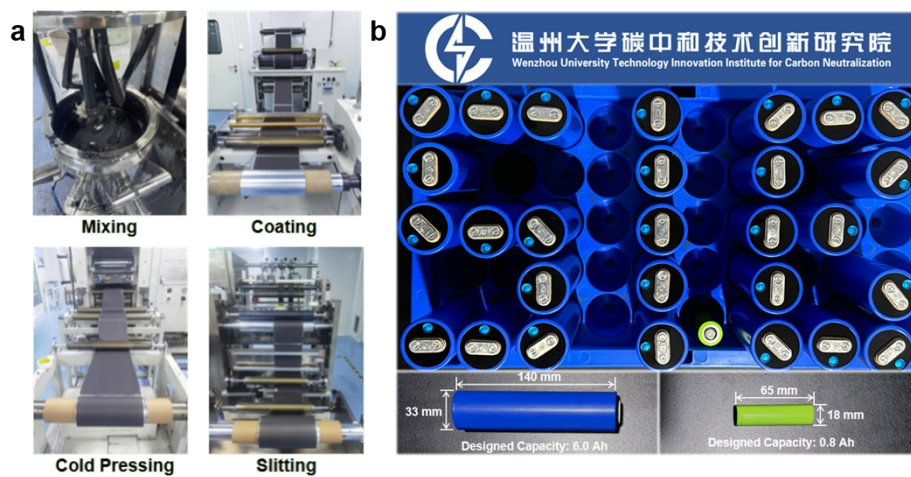 a
Mixing
Coating
Cold Pressing
Slitting
b
温州大学碳中和技术创新研究院
Wenzhou University Technology Innovation Institute for Carbon Neutralization
140 mm
33 mm
Designed Capacity: 6.0 Ah
65 mm
18 mm
Designed Capacity: 0.8 Ah